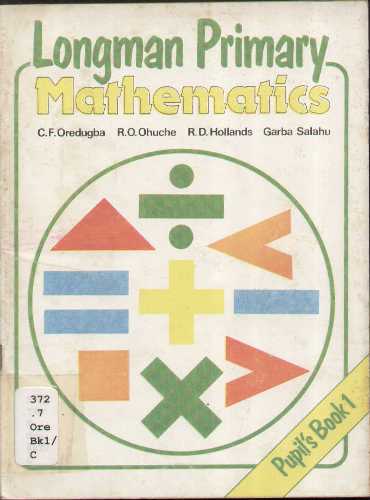 Longman Primary
Mathematics
C.F.Oredugba R.O.Ohuche R.D.Hollands Garba Salahu
372
.7
Ore
Bk1/
C
Pupil's Book 1